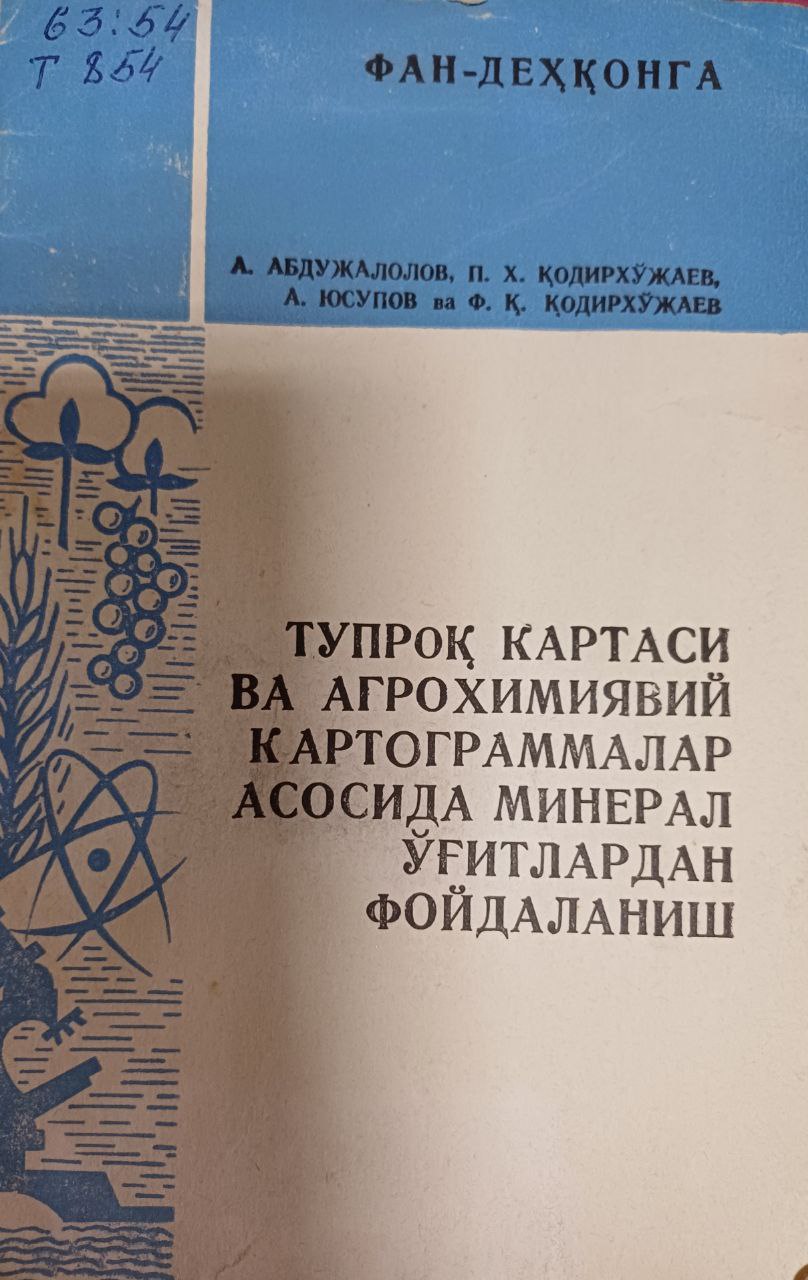 63:54
Т 854
ФАН-ДЕҲҚОНГА
А. АБДУЖАЛОЛОВ, П. Х. ҚОДИРХЎЖАЕВ,
А. ЮСУПОВ ва Ф. Қ. ҚОДИРХЎЖАЕВ
ТУПРОҚ КАРТАСИ
ВА АГРОХИМИЯВИЙ
КАРТОГРАММАЛАР
АСОСИДА МИНЕРАЛ
ЎҒИТЛАРДАН
ФОЙДАЛАНИШ